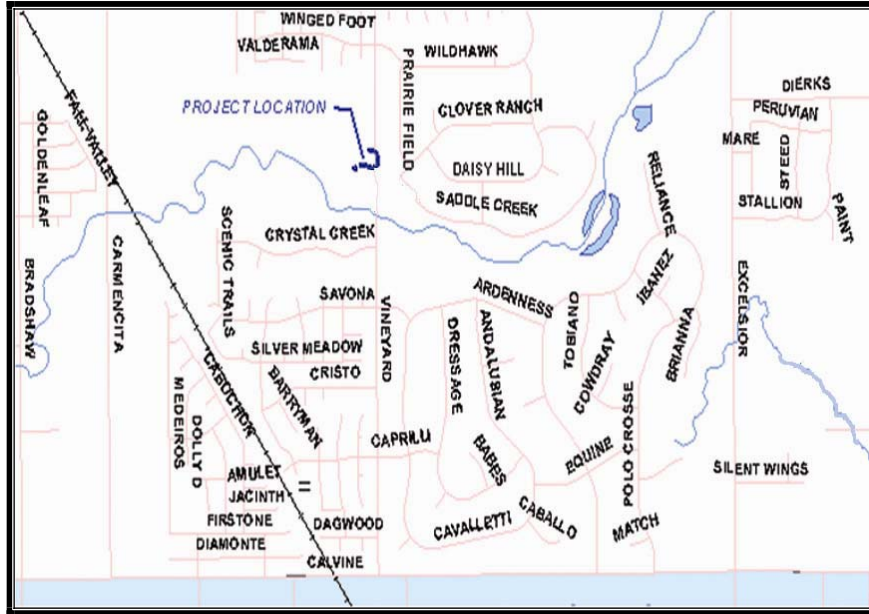 WINGED FOOT
VALDERAMA
WILDHAWK
PRAIRIE FIELD
PROJECT LOCATION
CLOVER RANCH
DAISY HILL
SADDLE CREEK
DIERKS
PERUVIAN
MARE
STEED
STALLION
PAINT
RELIANCE
GOLDENLEAF
FALL VALLEY
BRADSHAW
CARMENCITA
SCENIC TRAILS
CRYSTAL CREEK
SAVONA
VINEYARD
SILVER MEADOW
CRISTO
ARDENNESS
DRESSAGE
ANDALUSIAN
TOBIANO
COWDRAY
IBANEZ
BRIANNA
EXCELSIOR
MEDEIROS
DOLLY D
CABUCHON
BARRYMAN
CAPRILLI
BABES
EQUINE
POLO CROSSE
SILENT WINGS
AMULET
JACINTH
FIRSTONE
DIAMONTE
DAGWOOD
CALVINE
CAVALLETTI
CABALLO
MATCH